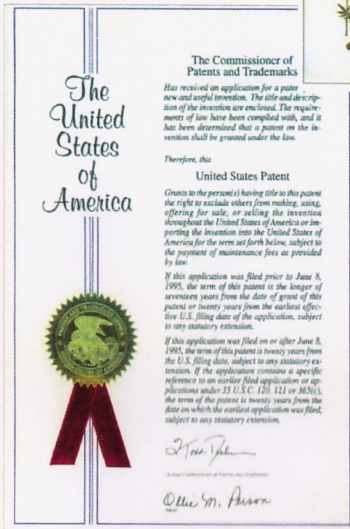 The
United
States
of
America
The Commissioner of
Patents and Trademarks
Has received an application for a pate
new and useful invention. The title and descrip-
tion of the invention are enclosed. The require-
ments of law have been complied with, and it
has been determined that a patent on the in-
vention shall be granted under the law.
Therefore, this
United States Patent
Grants to the person(s) having title to this patent
the right to exclude others from making, using,
offering for sale, or selling the invention
throughout the United States of America or im-
porting the invention into the United States of
America for the term set forth below, subject to
the payment of maintenance fees as provided
by law.
If this application was filed prior to June 8,
1995, the term of this patent is the longer of
seventeen years from the date of grant of this
patent or twenty years from the earliest effec-
tive U.S. filing date of the application, subject
to any statutory extension.
If this application was filed on or after June 8,
1995, the term of this patent is twenty years from
the U.S. filing date, subject to any statutory ex-
tension. If the application contains a specific
reference to an earlier filed application or ap-
plications under 35 U.S.C. 120, 121 or 365(c),
the term of the patent is twenty years from the
date on which the earliest application was filed,
subject to any statutory extension.
Acting Commissioner of Patents and Trademarks
Ollie M. Person